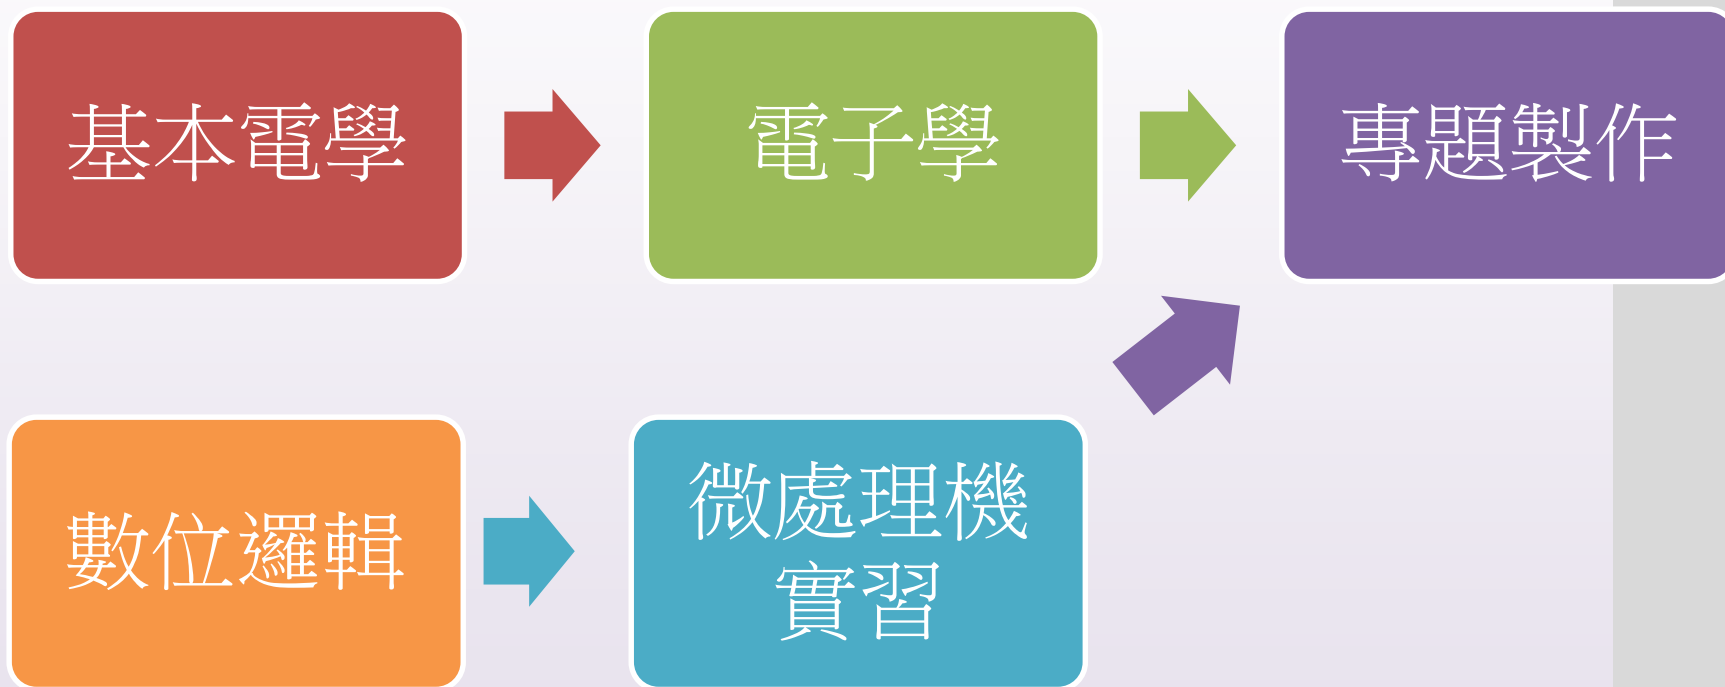 基本電學
電子學
專題製作
數位邏輯
微處理機
實習